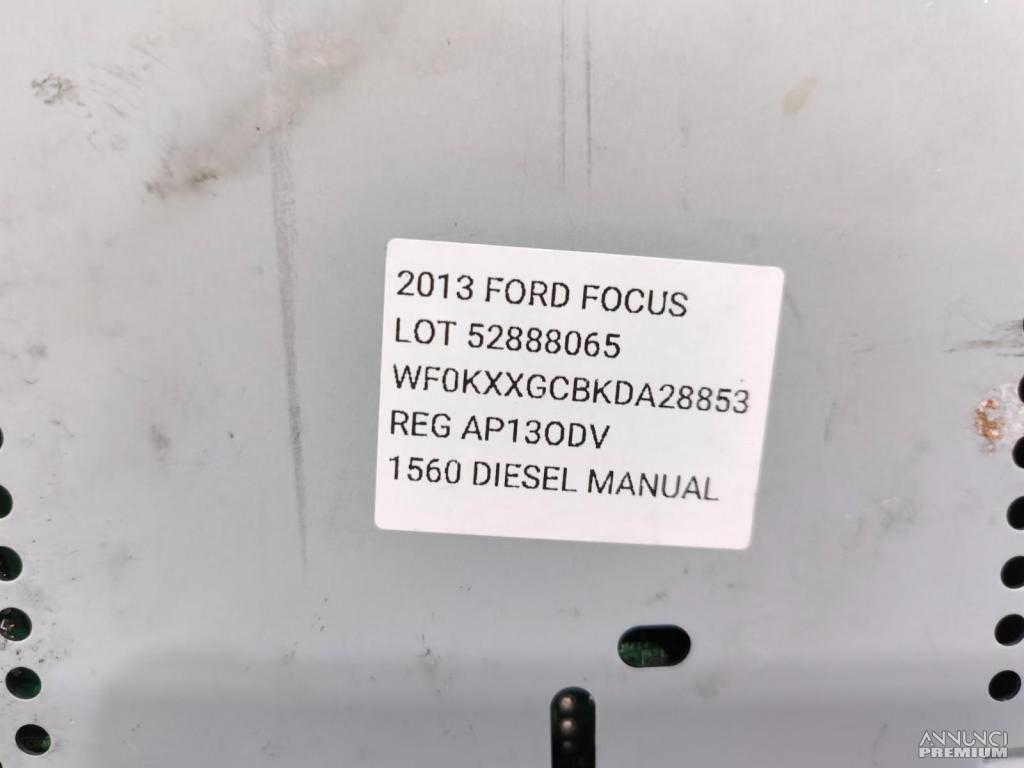 2013 FORD FOCUS
LOT 52888065
WF0KXXGCBKDA28853
REG AP13ODV
1560 DIESEL MANUAL
ANNUNCI
PREMIUM